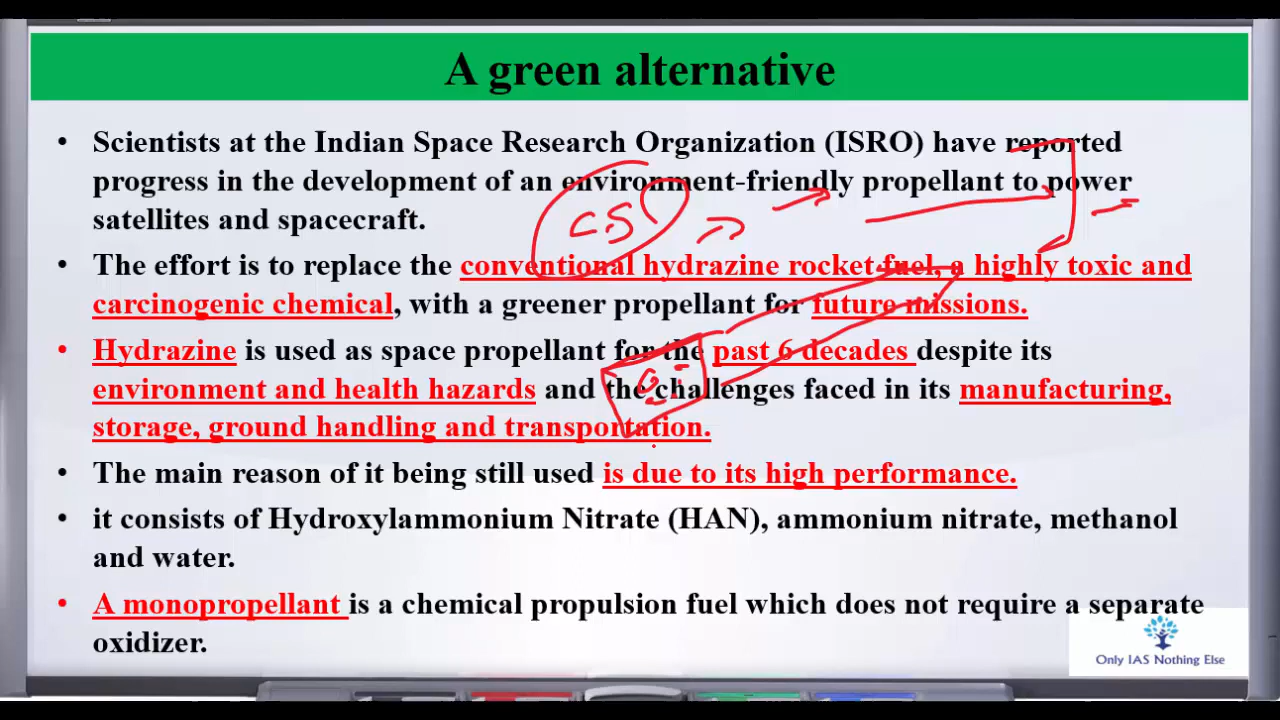 A green alternative
• Scientists at the Indian Space Research Organization (ISRO) have reported
progress in the development of an environment-friendly propellant to power
satellites and spacecraft.
• The effort is to replace the conventional hydrazine rocket fuel, a highly toxic and
carcinogenic chemical, with a greener propellant for future missions.
• Hydrazine is used as space propellant for the past 6 decades despite its
environment and health hazards and the challenges faced in its manufacturing,
storage, ground handling and transportation.
• The main reason of it being still used is due to its high performance.
• it consists of Hydroxylammonium Nitrate (HAN), ammonium nitrate, methanol
and water.
• A monopropellant is a chemical propulsion fuel which does not require a separate
oxidizer.
Only IAS Nothing Else